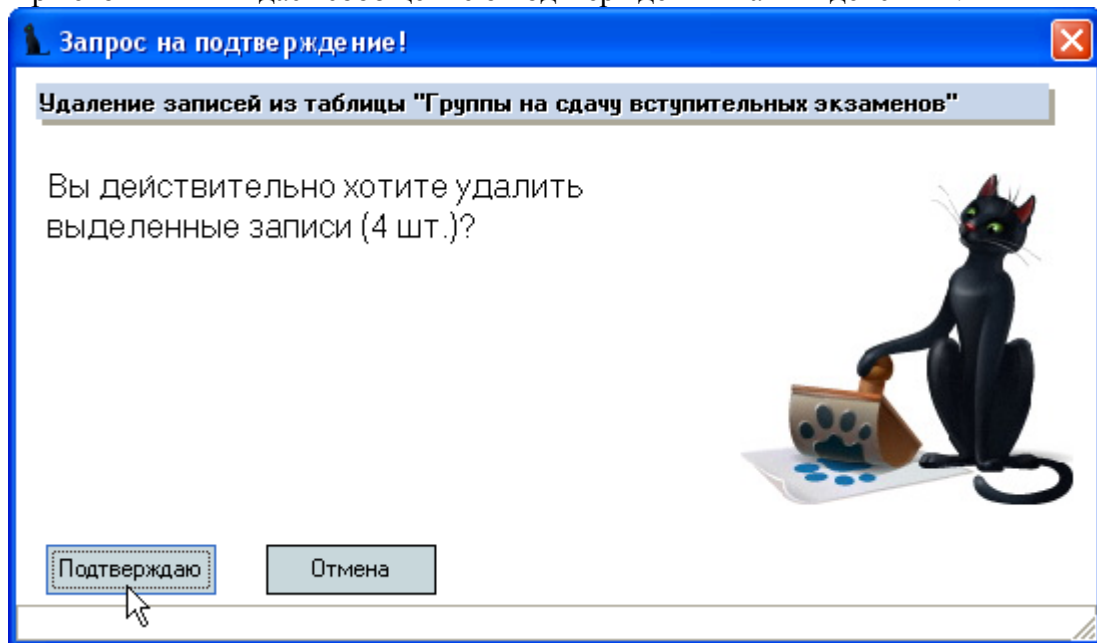 Запрос на подтверждение!
Удаление записей из таблицы "Группы на сдачу вступительных экзаменов"
Вы действительно хотите удалить
выделенные записи (4 шт.)?
Подтверждаю
Отмена